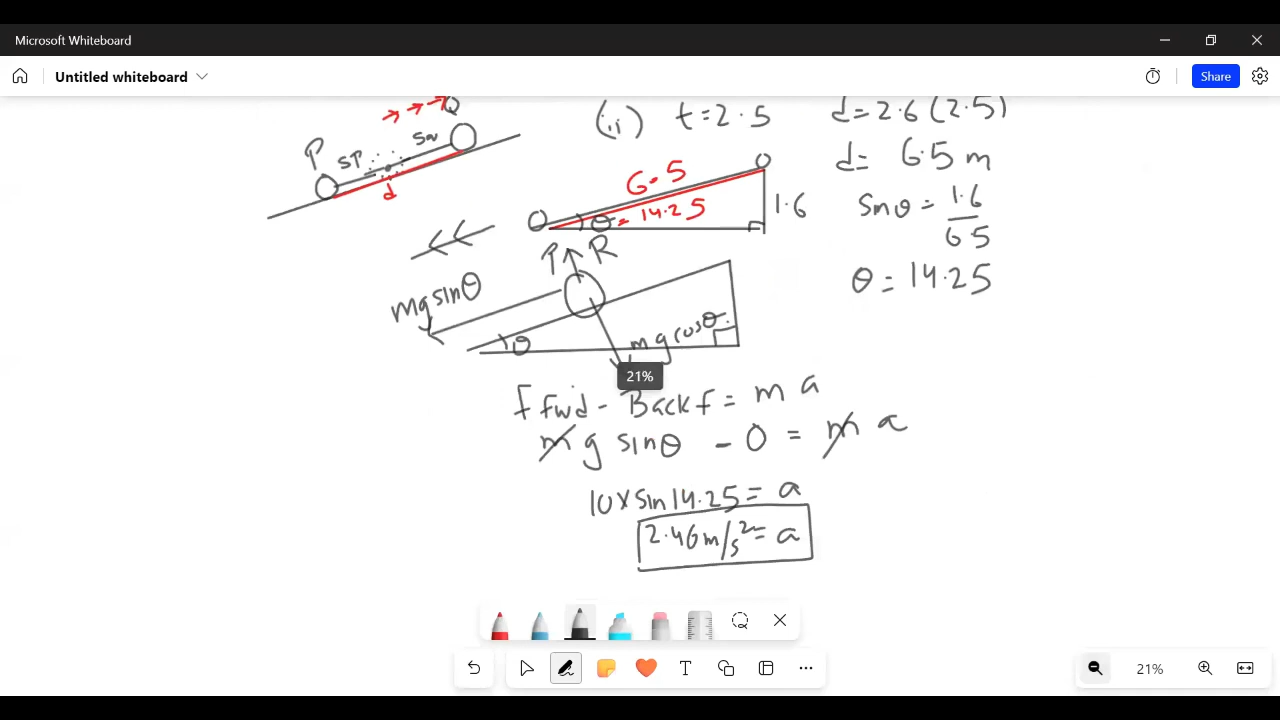 Microsoft Whiteboard
Untitled whiteboard
Share
Q
P
SP
SQ
d
(ii) t=2.5
d=2.6(2.5)
d= 6.5 m
sinθ = 1.6
6.5
θ = 14.25
6.5
θ = 14.25
1.6
P
R
mg sinθ
θ
mg cosθ
21%
F Fwd - Back f = m a
m g sinθ - 0 = m a
10 x Sin 14.25 = a
2.46 m/s² = a
21%